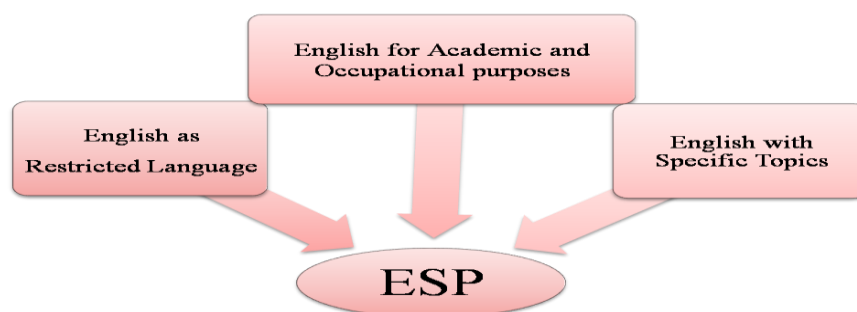 English for Academic and
Occupational purposes
English as
Restricted Language
English with
Specific Topics
ESP